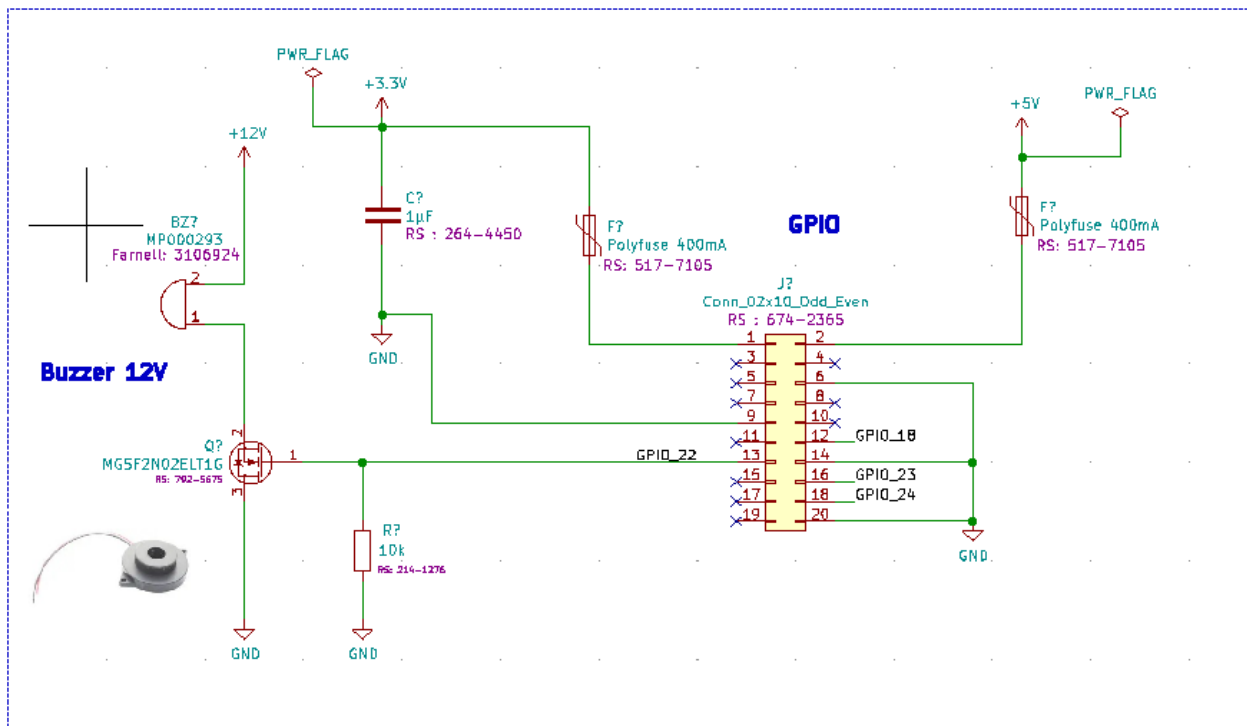 PWR_FLAG
+3.3V
+12V
+5V
PWR_FLAG
BZ?
MP000293
Farnell: 3106924
2
1
Buzzer 12V
C?
1µF
RS : 264-4450
GND
F?
Polyfuse 400mA
RS: 517-7105
GPIO
F?
Polyfuse 400mA
RS: 517-7105
J?
Conn_02x10_Odd_Even
RS : 674-2365
1 2
3 4
5 6
7 8
9 10
11 12 GPIO_18
GPIO_22 13 14
15 16 GPIO_23
17 18 GPIO_24
19 20
GND
Q?
MGSF2N02ELT1G
RS: 792-5675
2
1
3
R?
10k
RS: 214-1276
GND
GND